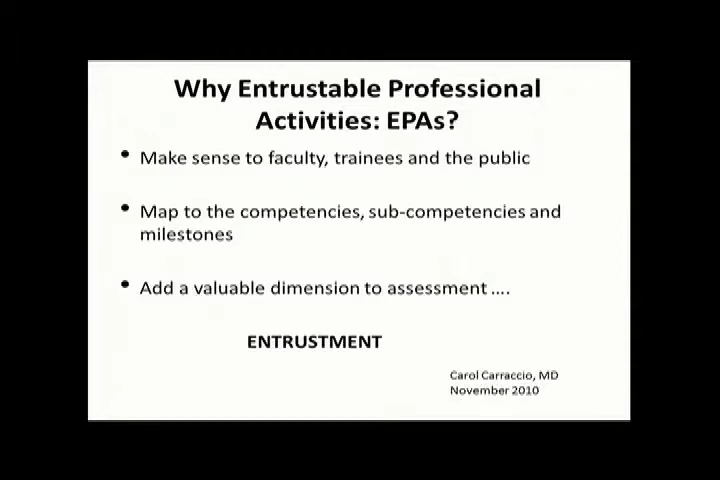 Why Entrustable Professional
Activities: EPAs?
• Make sense to faculty, trainees and the public
• Map to the competencies, sub-competencies and
milestones
• Add a valuable dimension to assessment ....
ENTRUSTMENT
Carol Carraccio, MD
November 2010